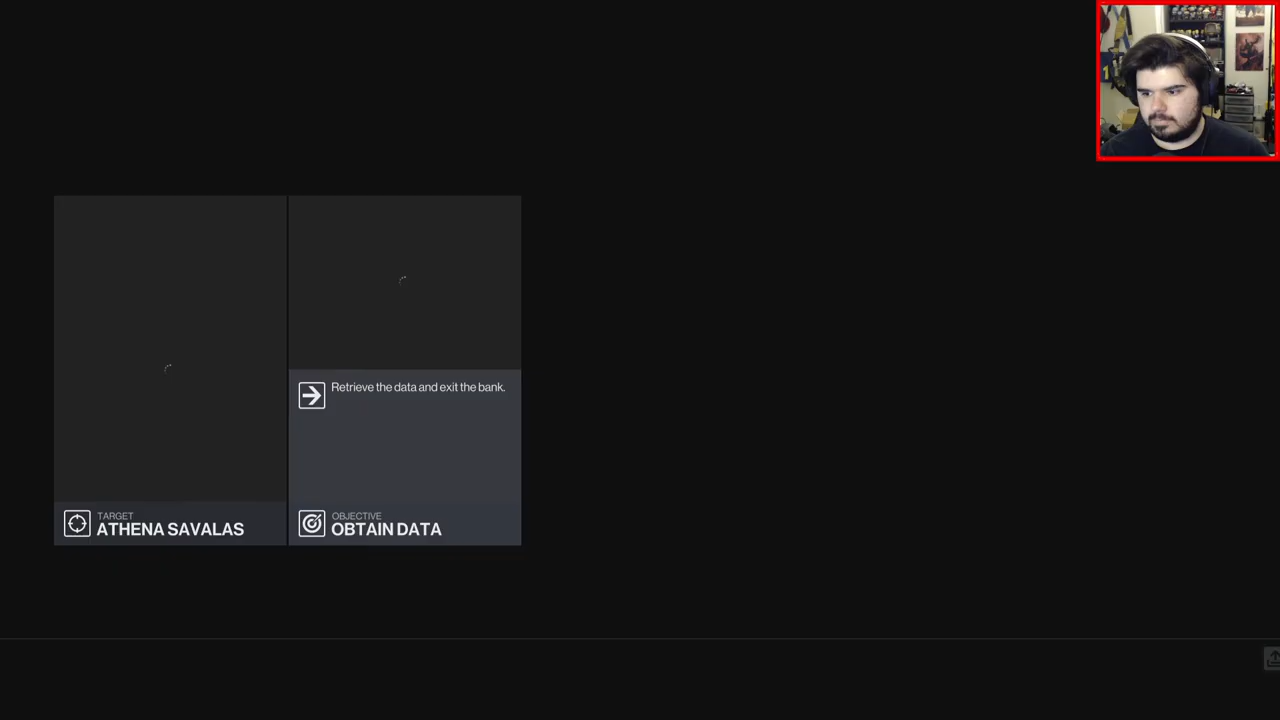 Retrieve the data and exit the bank.
TARGET
ATHENA SAVALAS
OBJECTIVE
OBTAIN DATA